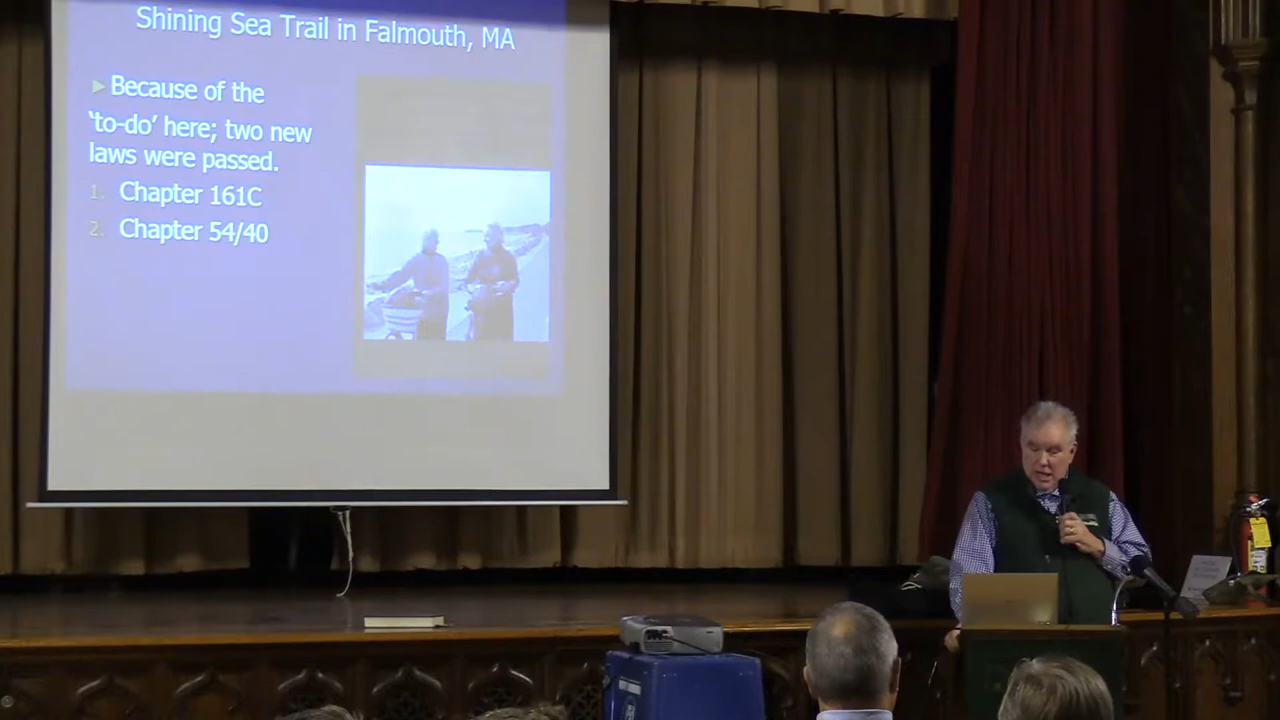 Shining Sea Trail in Falmouth, MA
Because of the
‘to-do’ here; two new
laws were passed.
1. Chapter 161C
2. Chapter 54/40